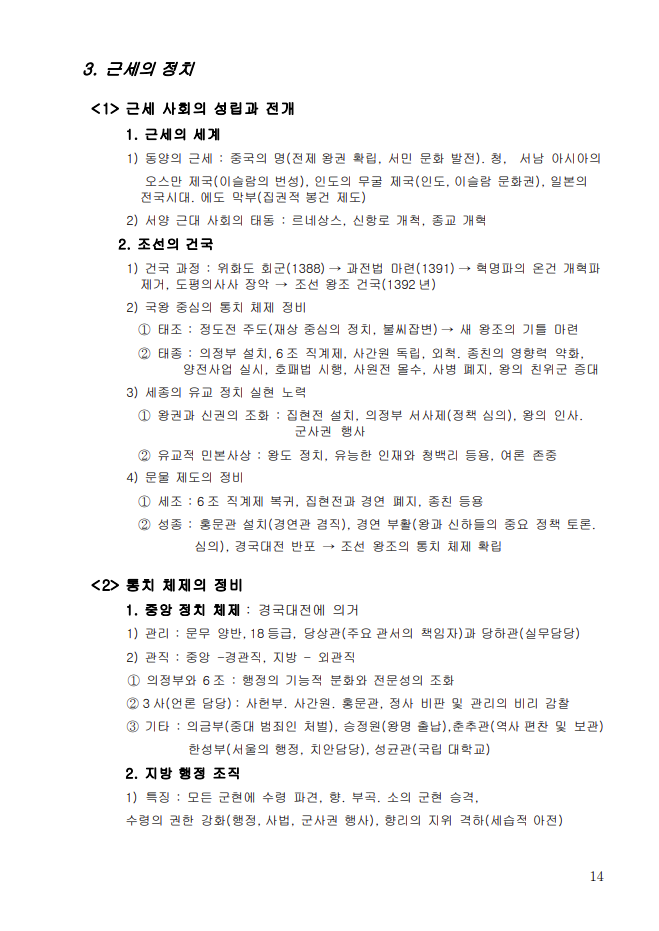 3. 근세의 정치
<1> 근세 사회의 성립과 전개
1. 근세의 세계
1) 동양의 근세 : 중국의 명(전제 왕권 확립, 서민 문화 발전). 청, 서남 아시아의
오스만 제국(이슬람의 번성), 인도의 무굴 제국(인도, 이슬람 문화권), 일본의
전국시대. 에도 막부(집권적 봉건 제도)
2) 서양 근대 사회의 태동 : 르네상스, 신항로 개척, 종교 개혁
2. 조선의 건국
1) 건국 과정 : 위화도 회군(1388) → 과전법 마련(1391) → 혁명파의 온건 개혁파
제거, 도평의사사 장악 → 조선 왕조 건국(1392년)
2) 국왕 중심의 통치 체제 정비
① 태조 : 정도전 주도(재상 중심의 정치, 불씨잡변) → 새 왕조의 기틀 마련
② 태종 : 의정부 설치, 6조 직계제, 사간원 독립, 외척. 종친의 영향력 약화,
양전사업 실시, 호패법 시행, 사원전 몰수, 사병 폐지, 왕의 친위군 증대
3) 세종의 유교 정치 실현 노력
① 왕권과 신권의 조화 : 집현전 설치, 의정부 서사제(정책 심의), 왕의 인사.
군사권 행사
② 유교적 민본사상 : 왕도 정치, 유능한 인재와 청백리 등용, 여론 존중
4) 문물 제도의 정비
① 세조 : 6조 직계제 복귀, 집현전과 경연 폐지, 종친 등용
② 성종 : 홍문관 설치(경연관 겸직), 경연 부활(왕과 신하들의 중요 정책 토론.
심의), 경국대전 반포 → 조선 왕조의 통치 체제 확립
<2> 통치 체제의 정비
1. 중앙 정치 체제 : 경국대전에 의거
1) 관리 : 문무 양반, 18등급, 당상관(주요 관서의 책임자)과 당하관(실무담당)
2) 관직 : 중앙 -경관직, 지방 - 외관직
① 의정부와 6조 : 행정의 기능적 분화와 전문성의 조화
② 3사(언론 담당) : 사헌부. 사간원. 홍문관, 정사 비판 및 관리의 비리 감찰
③ 기타 : 의금부(중대 범죄인 처벌), 승정원(왕명 출납),춘추관(역사 편찬 및 보관)
한성부(서울의 행정, 치안담당), 성균관(국립 대학교)
2. 지방 행정 조직
1) 특징 : 모든 군현에 수령 파견, 향. 부곡. 소의 군현 승격,
수령의 권한 강화(행정, 사법, 군사권 행사), 향리의 지위 격하(세습적 아전)
14